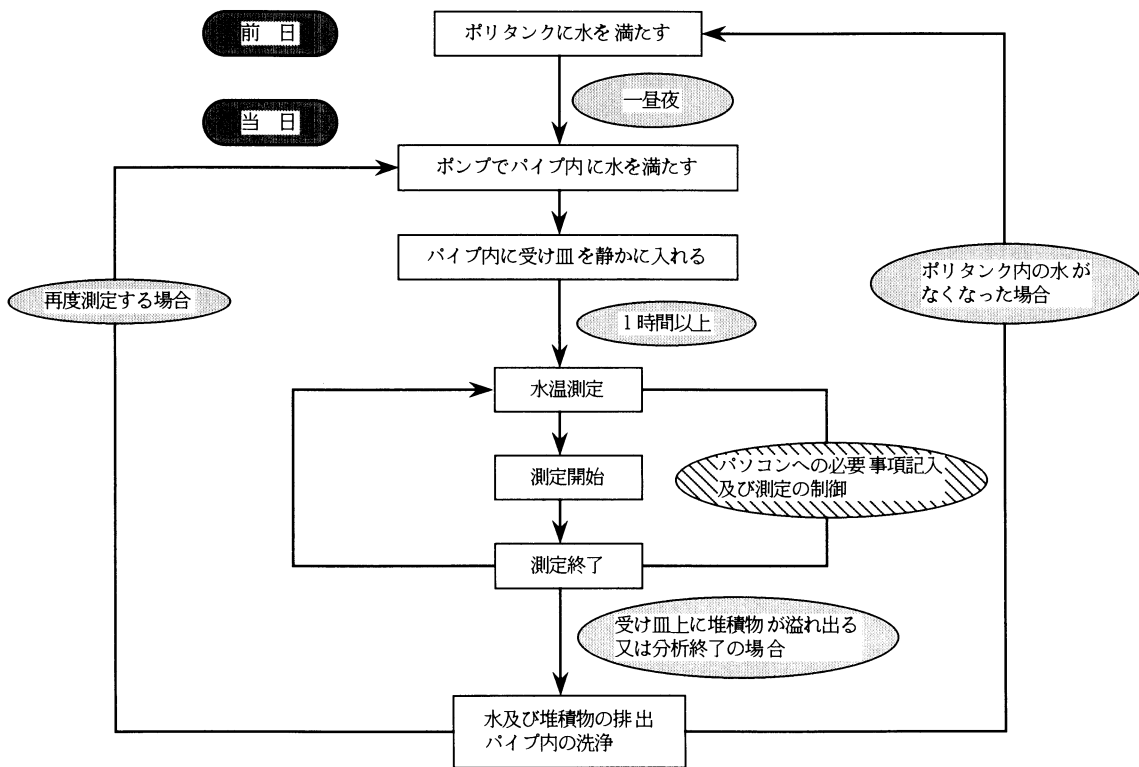 前　日
ポリタンクに水を満たす
一昼夜
当　日
ポンプでパイプ内に水を満たす
パイプ内に受け皿を静かに入れる
ポリタンク内の水が
なくなった場合
再度測定する場合
１時間以上
水温測定
パソコンへの必要事項記入
及び測定の制御
測定開始
測定終了
受け皿上に堆積物が溢れ出る
又は分析終了の場合
水及び堆積物の排出
パイプ内の洗浄